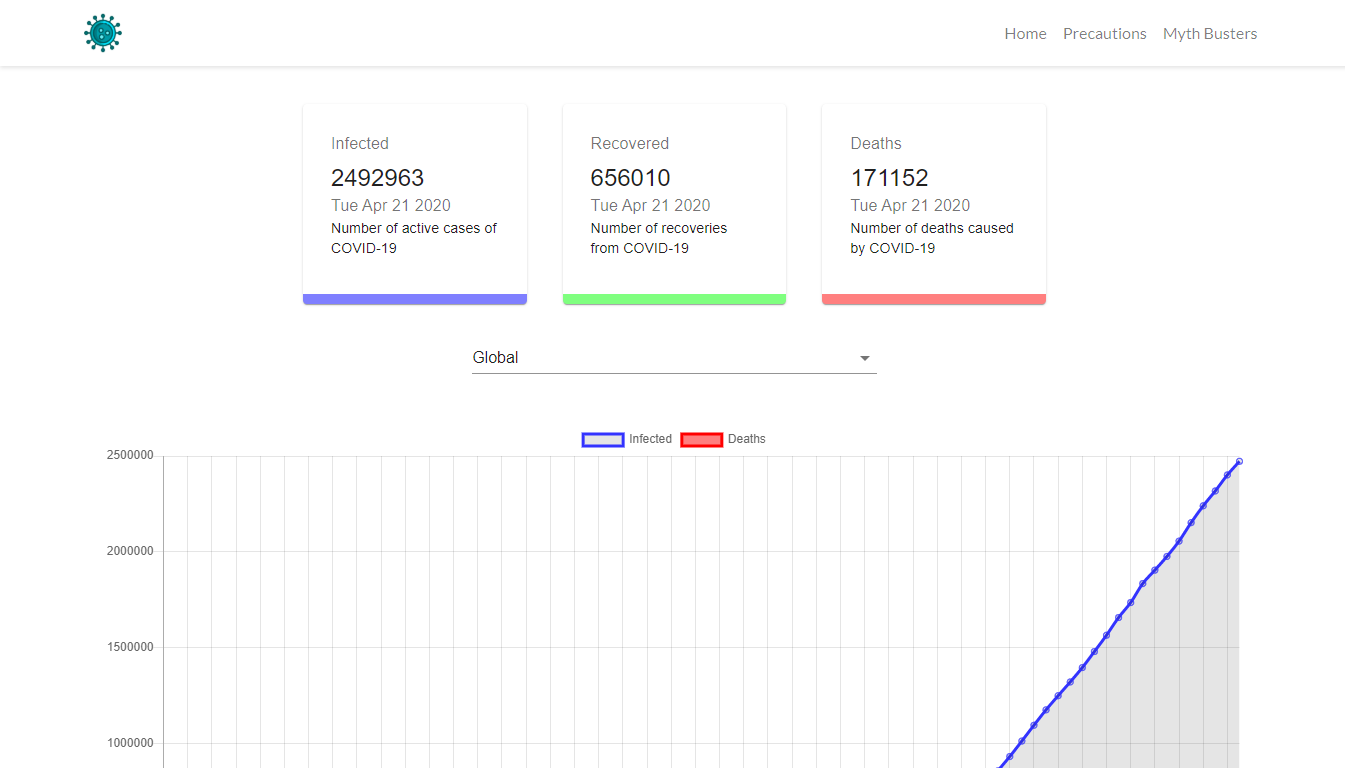 Home Precautions Myth Busters
Infected
2492963
Tue Apr 21 2020
Number of active cases of
COVID-19
Recovered
656010
Tue Apr 21 2020
Number of recoveries
from COVID-19
Deaths
171152
Tue Apr 21 2020
Number of deaths caused
by COVID-19
Global
Infected Deaths
2500000
2000000
1500000
1000000